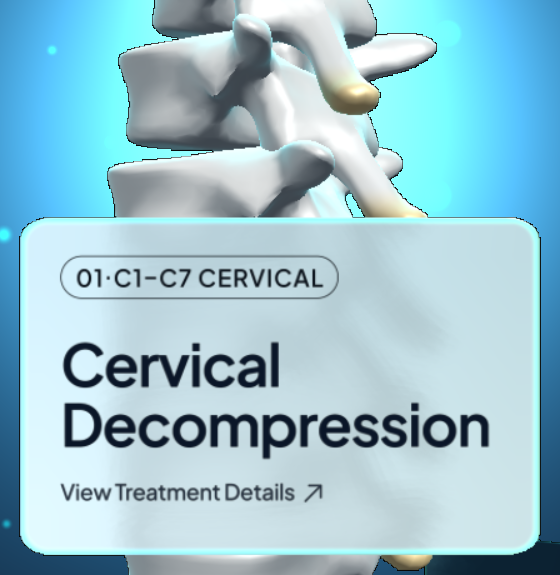 01·C1–C7 CERVICAL
Cervical
Decompression
View Treatment Details ↗